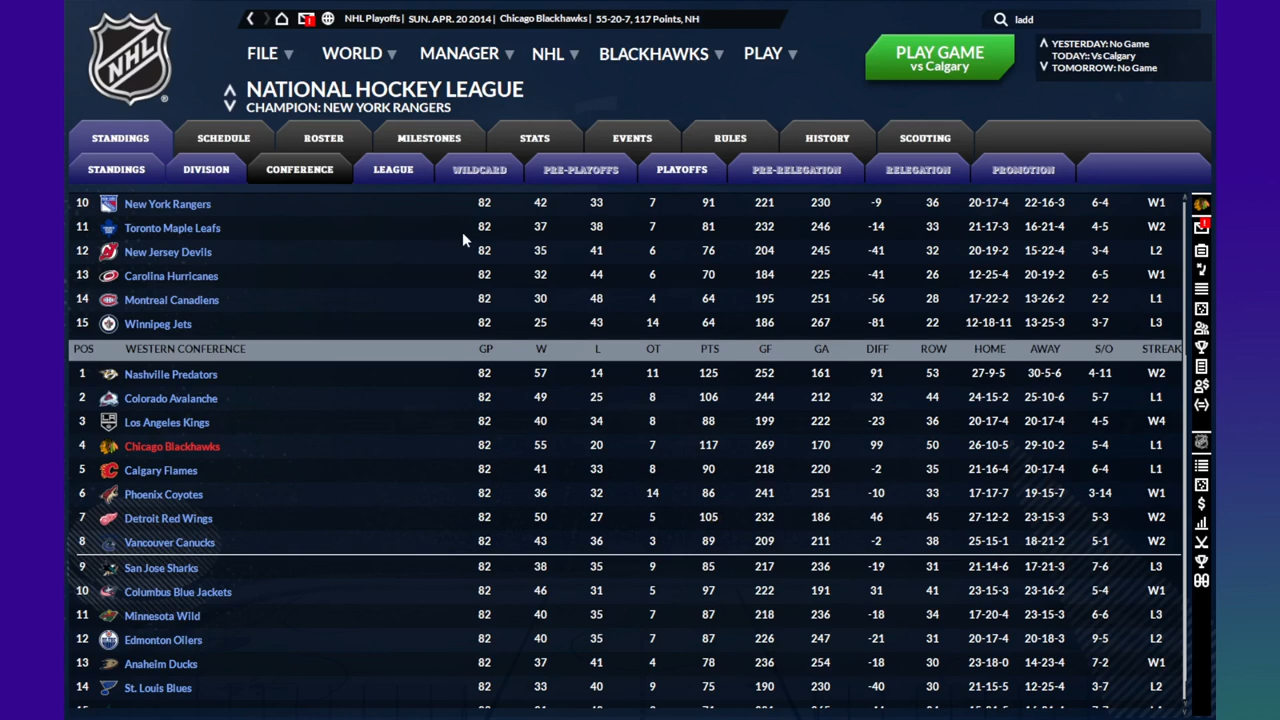 NHL Playoffs| SUN. APR. 20 2014 | Chicago Blackhawks | 55-20-7, 117 Points, NH
ladd
NHL
FILE WORLD MANAGER NHL BLACKHAWKS PLAY
PLAY GAME
vs Calgary
YESTERDAY: No Game
TODAY:: Vs Calgary
TOMORROW: No Game
NATIONAL HOCKEY LEAGUE
CHAMPION: NEW YORK RANGERS
STANDINGS SCHEDULE ROSTER MILESTONES STATS EVENTS RULES HISTORY SCOUTING
STANDINGS DIVISION CONFERENCE LEAGUE WILDCARD PRE-PLAYOFFS PLAYOFFS PRE-RELEGATION RELEGATION PROMOTION
10 New York Rangers 82 42 33 7 91 221 230 -9 36 20-17-4 22-16-3 6-4 W1
11 Toronto Maple Leafs 82 37 38 7 81 232 246 -14 33 21-17-3 16-21-4 4-5 W2
12 New Jersey Devils 82 35 41 6 76 204 245 -41 32 20-19-2 15-22-4 3-4 L2
13 Carolina Hurricanes 82 32 44 6 70 184 225 -41 26 12-25-4 20-19-2 6-5 W1
14 Montreal Canadiens 82 30 48 4 64 195 251 -56 28 17-22-2 13-26-2 2-2 L1
15 Winnipeg Jets 82 25 43 14 64 186 267 -81 22 12-18-11 13-25-3 3-7 L3
POS WESTERN CONFERENCE GP W L OT PTS GF GA DIFF ROW HOME AWAY S/O STREAK
1 Nashville Predators 82 57 14 11 125 252 161 91 53 27-9-5 30-5-6 4-11 W2
2 Colorado Avalanche 82 49 25 8 106 244 212 32 44 24-15-2 25-10-6 5-7 L1
3 Los Angeles Kings 82 40 34 8 88 199 222 -23 36 20-17-4 20-17-4 5-3 W4
4 Chicago Blackhawks 82 55 20 7 117 269 170 99 50 26-10-5 29-10-2 5-4 L1
5 Calgary Flames 82 41 33 8 90 218 220 -2 35 21-16-4 20-17-4 6-4 L1
6 Phoenix Coyotes 82 36 32 14 86 241 251 -10 33 17-17-7 19-15-7 3-14 W1
7 Detroit Red Wings 82 50 27 5 105 232 186 46 45 27-12-2 23-15-3 5-3 W2
8 Vancouver Canucks 82 43 36 3 89 209 211 -2 38 25-15-1 18-21-2 5-1 W2
9 San Jose Sharks 82 38 35 9 85 217 236 -19 31 21-14-6 17-21-3 7-6 L3
10 Columbus Blue Jackets 82 46 31 5 97 222 191 31 41 23-15-3 23-16-2 5-4 W1
11 Minnesota Wild 82 40 35 7 87 218 236 -18 34 17-20-4 23-15-3 6-6 L3
12 Edmonton Oilers 82 40 35 7 87 226 247 -21 31 20-17-4 20-18-3 9-5 L2
13 Anaheim Ducks 82 37 41 4 78 236 254 -18 30 23-18-0 14-23-4 7-2 W1
14 St. Louis Blues 82 33 40 9 75 190 230 -40 30 21-15-5 12-25-4 3-7 L2